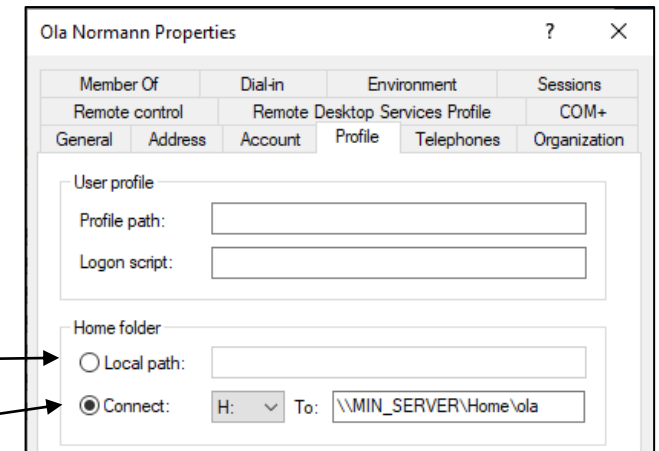 Ola Normann Properties ? ×
Member Of Dial-in Environment Sessions
Remote control Remote Desktop Services Profile COM+
General Address Account Profile Telephones Organization
User profile
Profile path:
Logon script:
Home folder
Local path:
Connect: H: To: \\MIN_SERVER\Home\ola